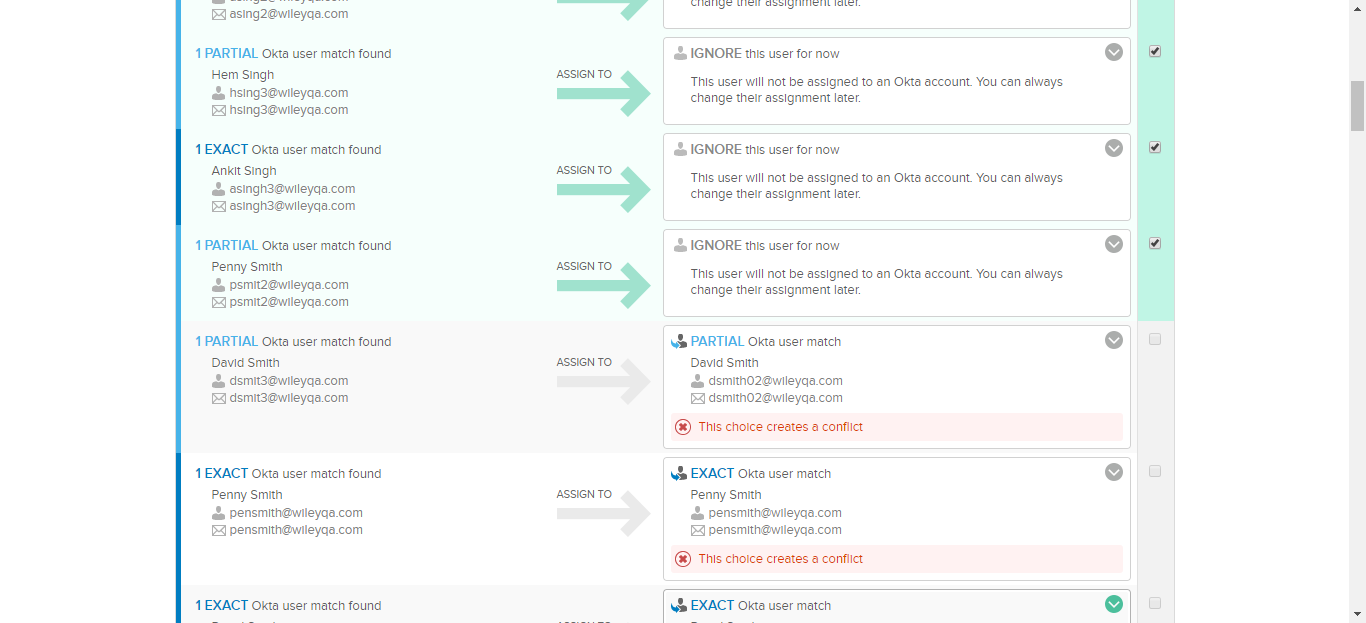 asing2@wileyqa.com
change their assignment later.
1 PARTIAL Okta user match found
Hem Singh
hsing3@wileyqa.com
hsing3@wileyqa.com
ASSIGN TO
IGNORE this user for now
This user will not be assigned to an Okta account. You can always
change their assignment later.
1 EXACT Okta user match found
Ankit Singh
asingh3@wileyqa.com
asingh3@wileyqa.com
ASSIGN TO
IGNORE this user for now
This user will not be assigned to an Okta account. You can always
change their assignment later.
1 PARTIAL Okta user match found
Penny Smith
psmit2@wileyqa.com
psmit2@wileyqa.com
ASSIGN TO
IGNORE this user for now
This user will not be assigned to an Okta account. You can always
change their assignment later.
1 PARTIAL Okta user match found
David Smith
dsmit3@wileyqa.com
dsmit3@wileyqa.com
ASSIGN TO
PARTIAL Okta user match
David Smith
dsmith02@wileyqa.com
dsmith02@wileyqa.com
This choice creates a conflict
1 EXACT Okta user match found
Penny Smith
pensmith@wileyqa.com
pensmith@wileyqa.com
ASSIGN TO
EXACT Okta user match
Penny Smith
pensmith@wileyqa.com
pensmith@wileyqa.com
This choice creates a conflict
1 EXACT Okta user match found
EXACT Okta user match